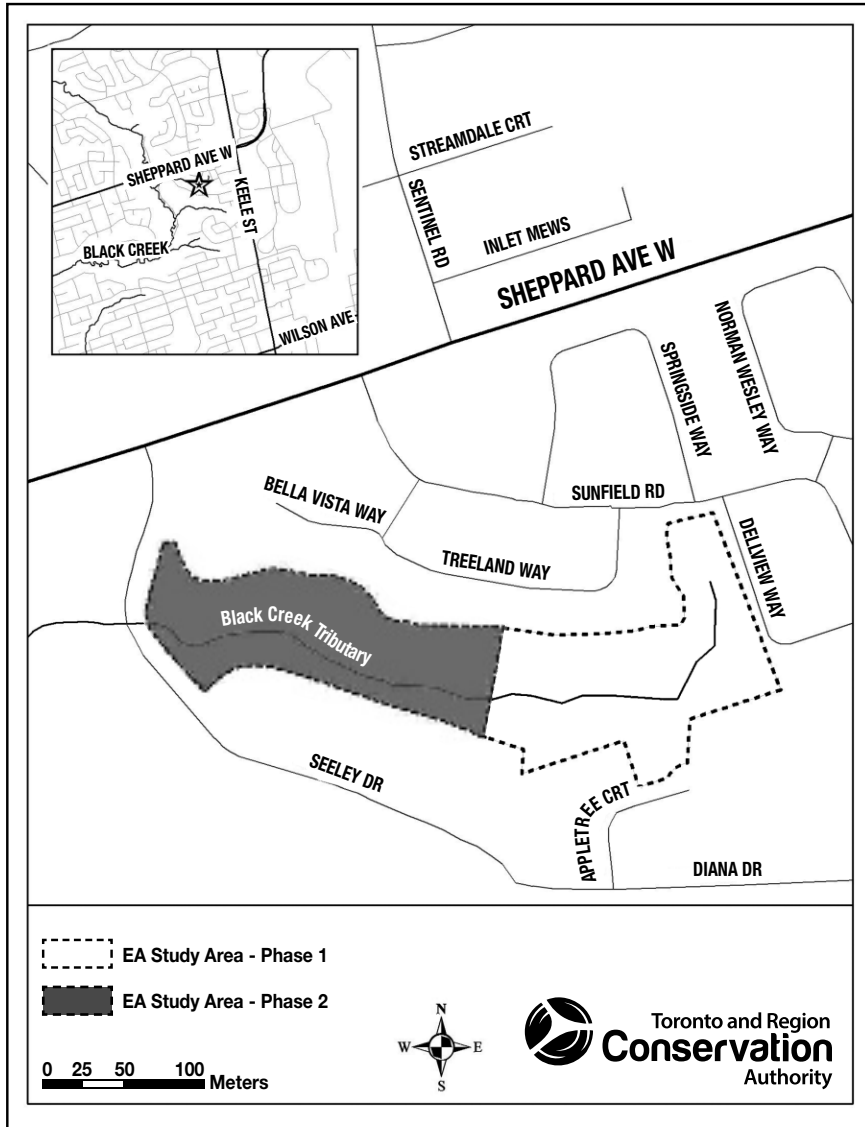 SHEPPARD AVE W
KEELE ST
BLACK CREEK
WILSON AVE
STREAMDALE CRT
SENTINEL RD
INLET MEWS
SHEPPARD AVE W
SPRINGSIDE WAY
NORMAN WESLEY WAY
BELLA VISTA WAY
SUNFIELD RD
TREELAND WAY
DELLVIEW WAY
Black Creek Tributary
SEELEY DR
APPLETREE CRT
DIANA DR
EA Study Area - Phase 1
EA Study Area - Phase 2
0 25 50 100 Meters
N
W E
S
Toronto and Region
Conservation
Authority